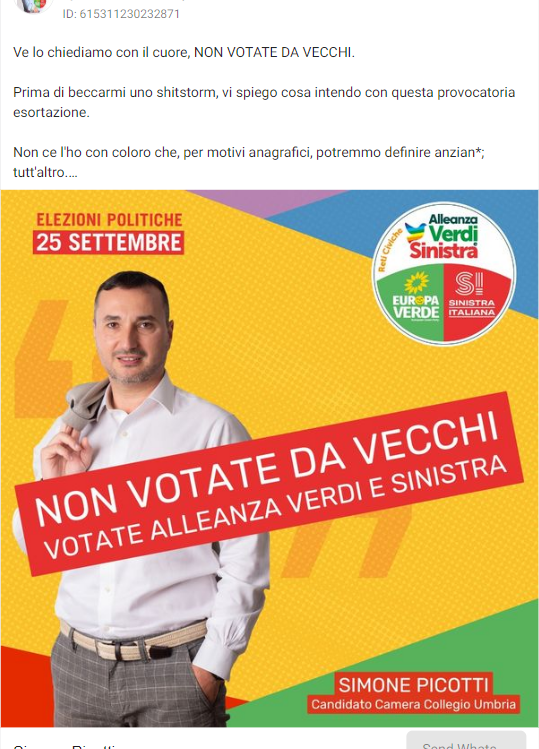 ID: 615311230232871
Ve lo chiediamo con il cuore, NON VOTATE DA VECCHI.
Prima di beccarmi uno shitstorm, vi spiego cosa intendo con questa provocatoria
esortazione.
Non ce l'ho con coloro che, per motivi anagrafici, potremmo definire anzian*;
tutt'altro....
ELEZIONI POLITICHE
25 SETTEMBRE
Reti Civiche
Alleanza
Verdi
Sinistra
EUROPA
VERDE
SI
SINISTRA
ITALIANA
NON VOTATE DA VECCHI
VOTATE ALLEANZA VERDI E SINISTRA
SIMONE PICOTTI
Candidato Camera Collegio Umbria